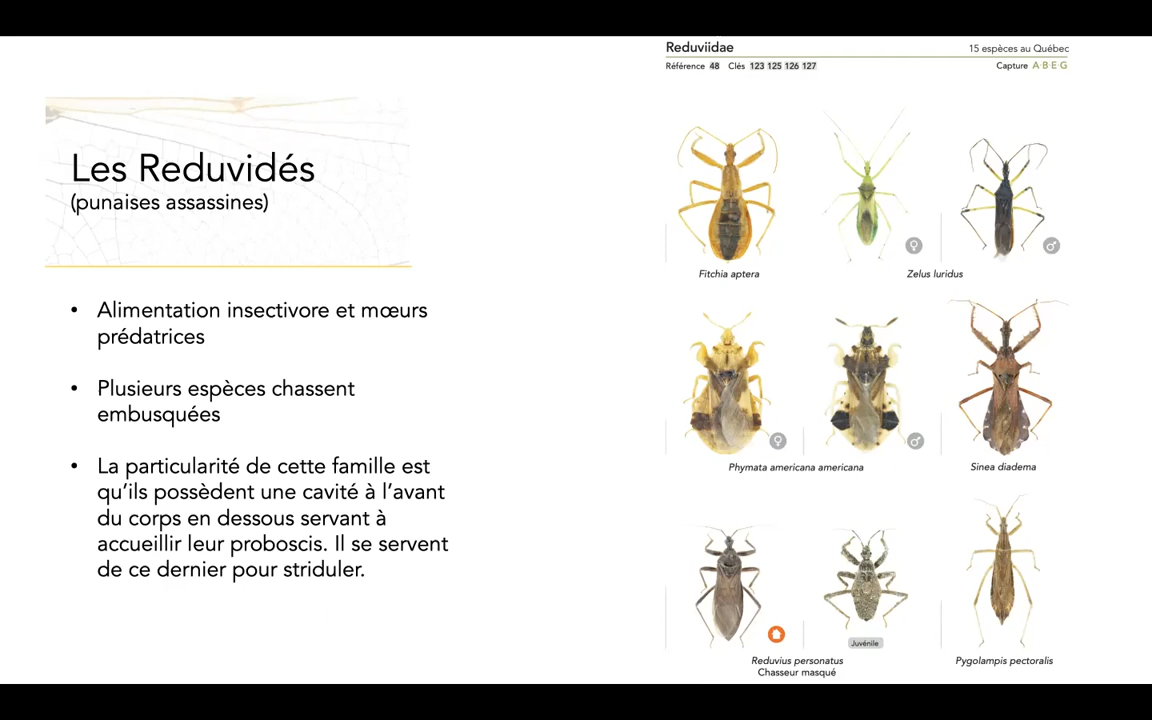 Les Reduvidés
(punaises assassines)
• Alimentation insectivore et mœurs
prédatrices
• Plusieurs espèces chassent
embusquées
• La particularité de cette famille est
qu’ils possèdent une cavité à l’avant
du corps en dessous servant à
accueillir leur proboscis. Il se servent
de ce dernier pour striduler.
Reduviidae
15 espèces au Québec
Référence 48 Clés 123 125 126 127
Capture A·B·E·G
Fitchia aptera
♀
♂
Zelus luridus
♀
♂
Phymata americana americana
Sinea diadema
Juvénile
Reduvius personatus
Chasseur masqué
Pygolampis pectoralis